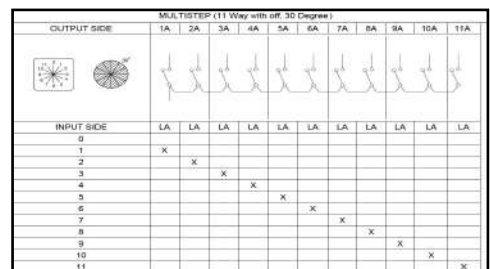 MULTISTEP (11 Way with off, 30 Degree)
OUTPUT SIDE 1A 2A 3A 4A 5A 6A 7A 8A 9A 10A 11A
INPUT SIDE LA LA LA LA LA LA LA LA LA LA LA
0
1 X
2 X
3 X
4 X
5 X
6 X
7 X
8 X
9 X
10 X
11 X